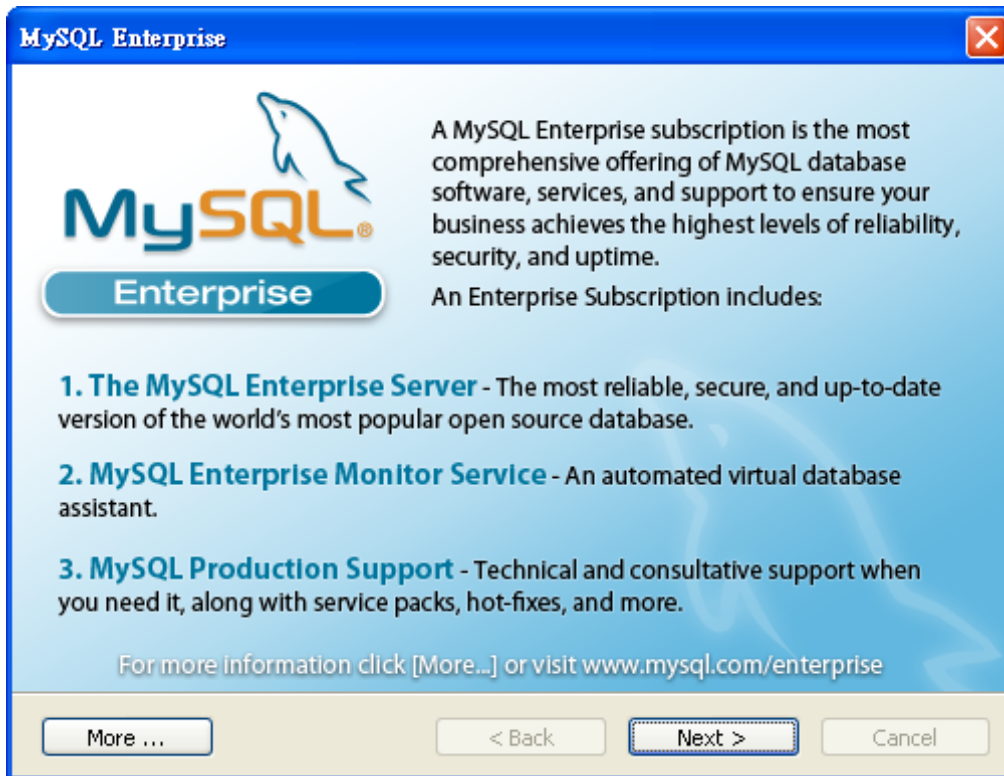 MySQL Enterprise
MySQL®
Enterprise
A MySQL Enterprise subscription is the most
comprehensive offering of MySQL database
software, services, and support to ensure your
business achieves the highest levels of reliability,
security, and uptime.
An Enterprise Subscription includes:
1. The MySQL Enterprise Server - The most reliable, secure, and up-to-date
version of the world's most popular open source database.
2. MySQL Enterprise Monitor Service - An automated virtual database
assistant.
3. MySQL Production Support - Technical and consultative support when
you need it, along with service packs, hot-fixes, and more.
For more information click [More...] or visit www.mysql.com/enterprise
More ... < Back Next > Cancel